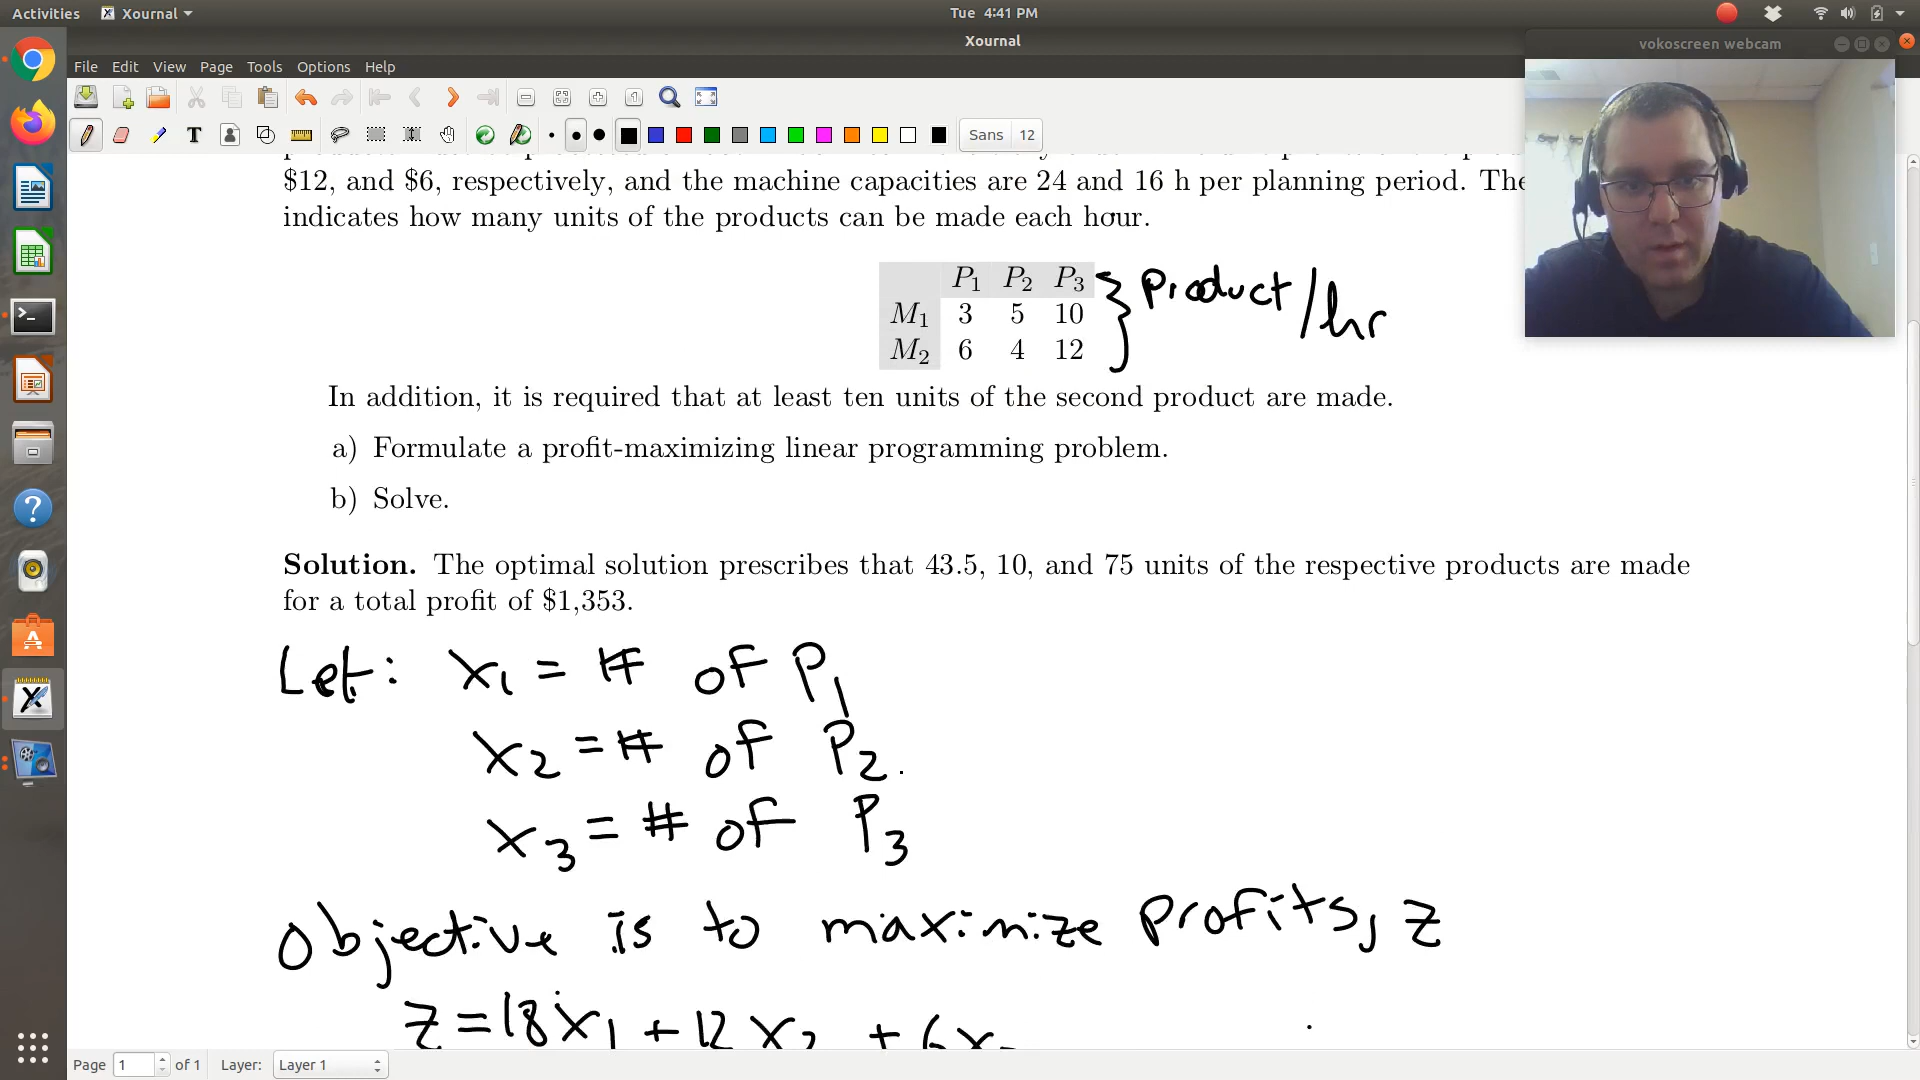 Activities Xournal Tue 4:41 PM
Xournal
vokoscreen webcam
File Edit View Page Tools Options Help
Sans 12
$12, and $6, respectively, and the machine capacities are 24 and 16 h per planning period. The
indicates how many units of the products can be made each hour.
P1 P2 P3
M1 3 5 10
M2 6 4 12
product/hr
In addition, it is required that at least ten units of the second product are made.
a) Formulate a profit-maximizing linear programming problem.
b) Solve.
Solution. The optimal solution prescribes that 43.5, 10, and 75 units of the respective products are made
for a total profit of $1,353.
Let: x1 = # of P1
x2 = # of P2.
x3 = # of P3
Objective is to maximize profits, z
z = 18x1 + 12x2 + 6x3
Page 1 of 1 Layer: Layer 1